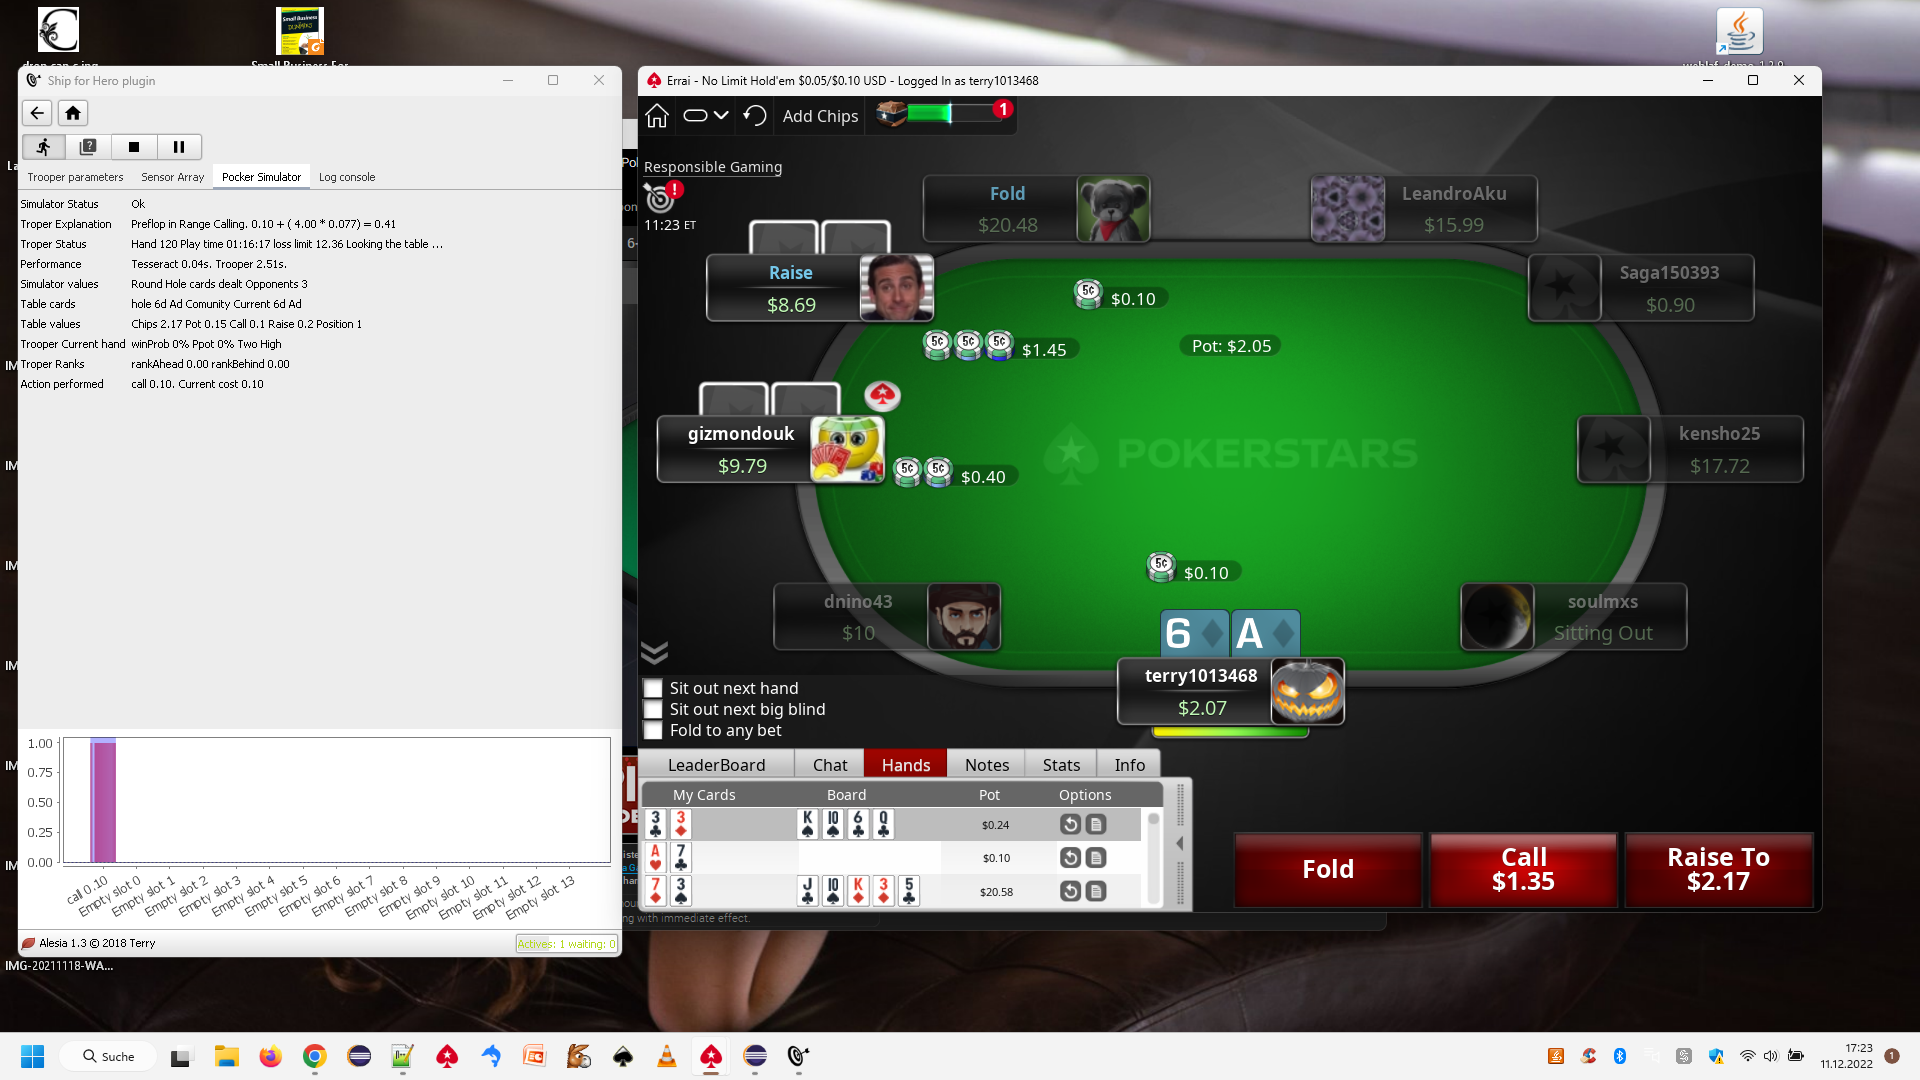 Ship for Hero plugin
Trooper parameters
Sensor Array
Pocker Simulator
Log console
Simulator Status Ok
Troper Explanation Preflop in Range Calling. 0.10 + ( 4.00 * 0.077) = 0.41
Troper Status Hand 120 Play time 01:16:17 loss limit 12.36 Looking the table ...
Performance Tesseract 0.04s. Trooper 2.51s.
Simulator values Round Hole cards dealt Opponents 3
Table cards hole 6d Ad Comunity Current 6d Ad
Table values Chips 2.17 Pot 0.15 Call 0.1 Raise 0.2 Position 1
Trooper Current hand winProb 0% Ppot 0% Two High
Troper Ranks rankAhead 0.00 rankBehind 0.00
Action performed call 0.10. Current cost 0.10
1.00
0.75
0.50
0.25
0.00
call 0.10
Empty slot 0
Empty slot 1
Empty slot 2
Empty slot 3
Empty slot 4
Empty slot 5
Empty slot 6
Empty slot 7
Empty slot 8
Empty slot 9
Empty slot 10
Empty slot 11
Empty slot 12
Empty slot 13
Alesia 1.3 © 2018 Terry
Actives: 1 waiting: 0
IMG-20211118-WA...
Errai - No Limit Hold'em $0.05/$0.10 USD - Logged In as terry1013468
Add Chips
1
Responsible Gaming
11:23 ET
Fold
$20.48
LeandroAku
$15.99
Raise
$8.69
Saga150393
$0.90
5¢ $0.10
5¢ 5¢ 5¢ $1.45
Pot: $2.05
gizmondouk
$9.79
5¢ 5¢ $0.40
POKERSTARS
kensho25
$17.72
5¢ $0.10
dnino43
$10
soulmxs
Sitting Out
6 A
terry1013468
$2.07
Sit out next hand
Sit out next big blind
Fold to any bet
LeaderBoard
Chat
Hands
Notes
Stats
Info
My Cards Board Pot Options
3 3 K 10 6 Q $0.24
A 7 $0.10
7 3 J 10 K 3 5 $20.58
ng with immediate effect.
Fold
Call
$1.35
Raise To
$2.17
Suche
17:23
11.12.2022
1